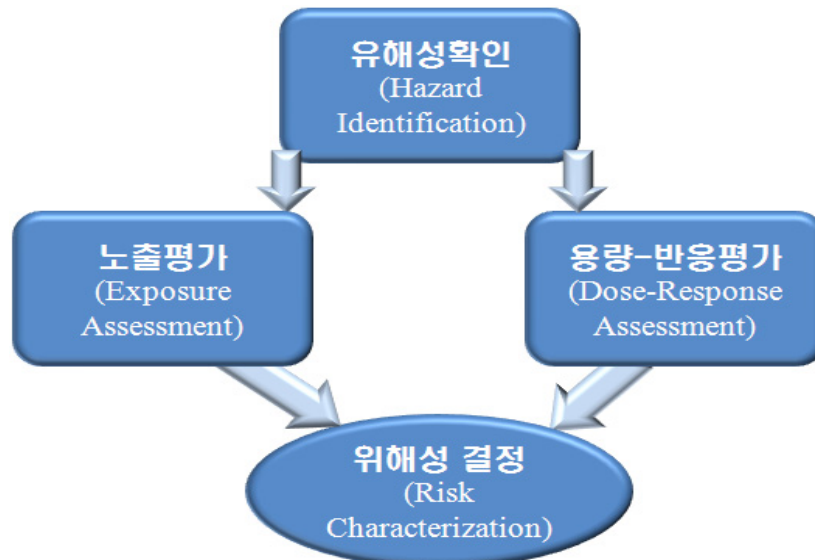 유해성확인
(Hazard
Identification)
노출평가
(Exposure
Assessment)
용량-반응평가
(Dose-Response
Assessment)
위해성 결정
(Risk
Characterization)